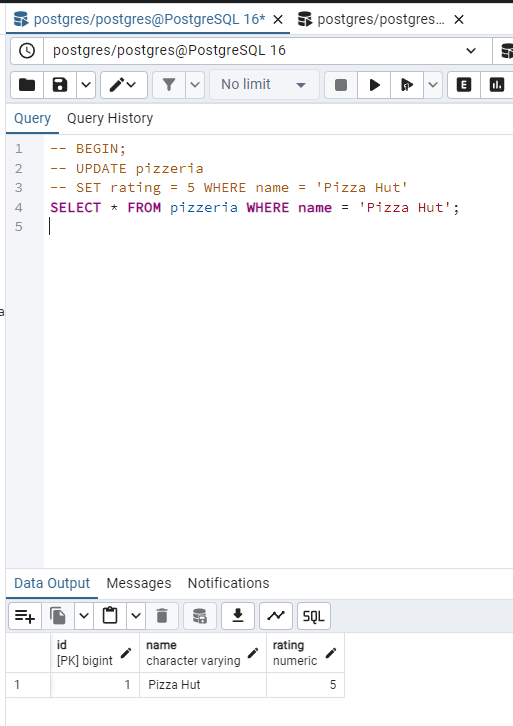 postgres/postgres@PostgreSQL 16* postgres/postgres...
postgres/postgres@PostgreSQL 16
No limit E
Query Query History
1 -- BEGIN;
2 -- UPDATE pizzeria
3 -- SET rating = 5 WHERE name = 'Pizza Hut'
4 SELECT * FROM pizzeria WHERE name = 'Pizza Hut';
5
a
Data Output Messages Notifications
SQL
id name rating
[PK] bigint character varying numeric
1 1 Pizza Hut 5